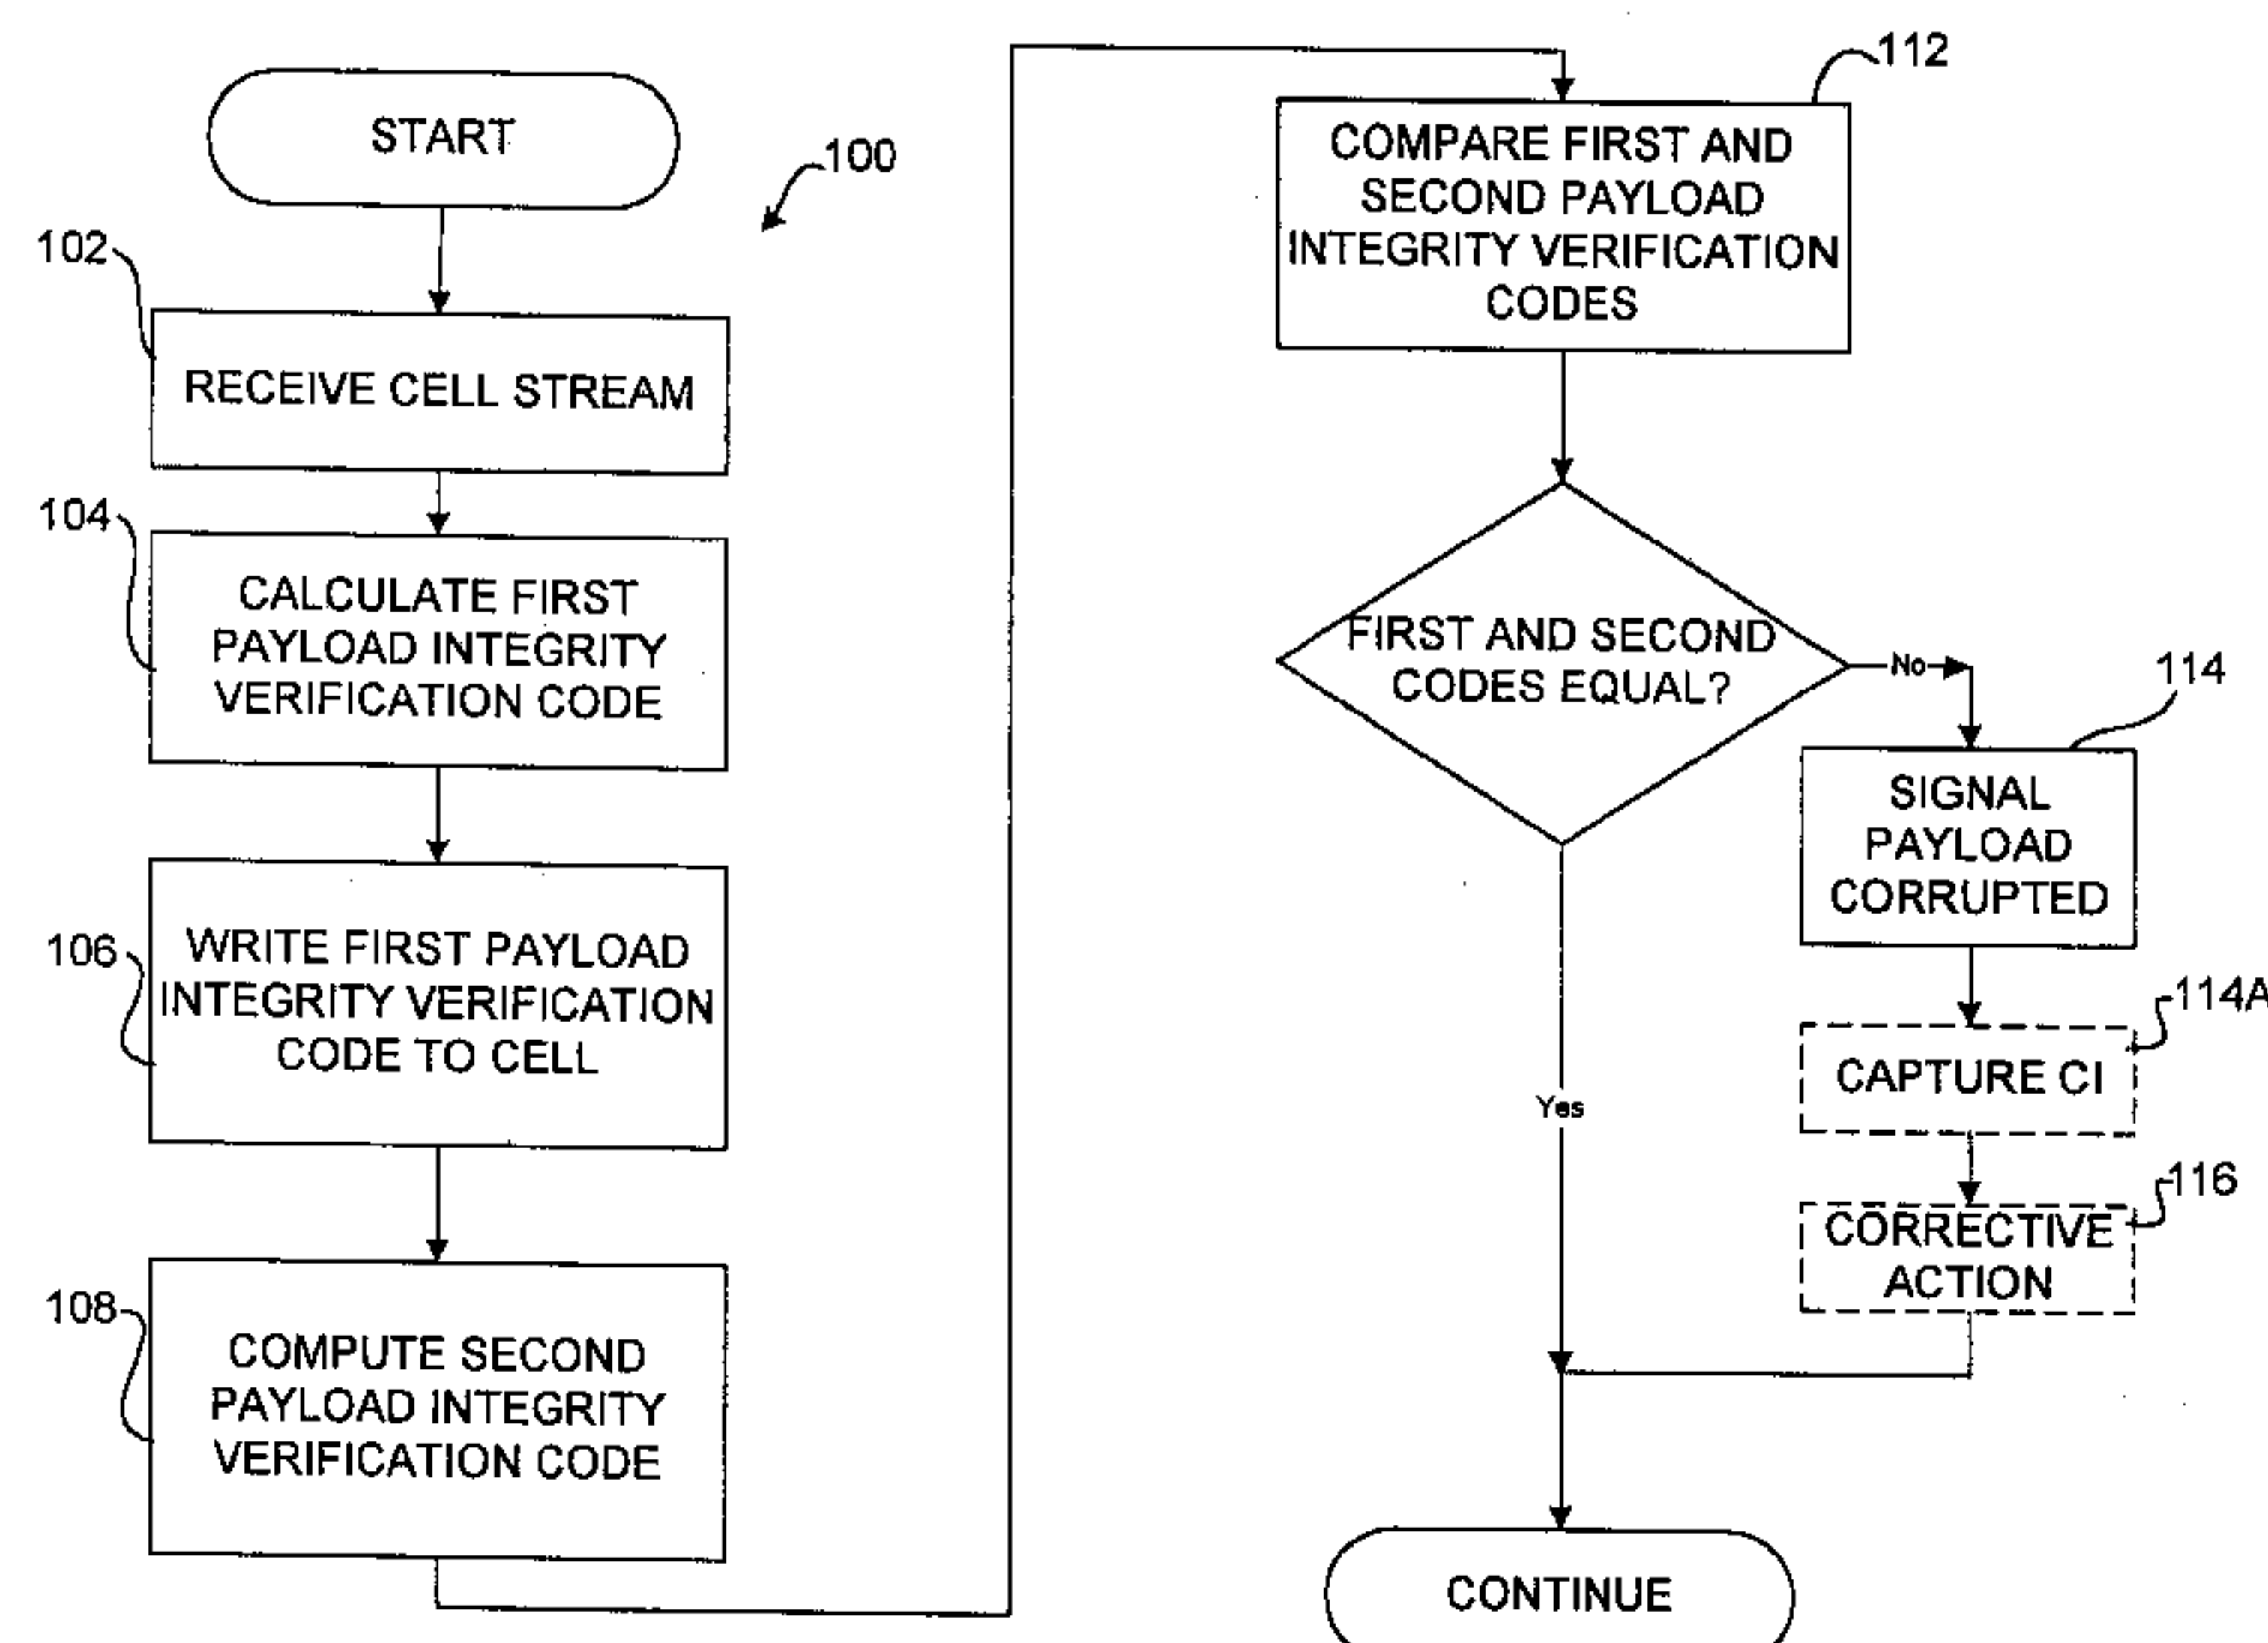 START
100
102
RECEIVE CELL STREAM
104
CALCULATE FIRST
PAYLOAD INTEGRITY
VERIFICATION CODE
106
WRITE FIRST PAYLOAD
INTEGRITY VERIFICATION
CODE TO CELL
108
COMPUTE SECOND
PAYLOAD INTEGRITY
VERIFICATION CODE
112
COMPARE FIRST AND
SECOND PAYLOAD
INTEGRITY VERIFICATION
CODES
FIRST AND SECOND
CODES EQUAL?
No
114
SIGNAL
PAYLOAD
CORRUPTED
114A
CAPTURE CI
Yes
116
CORRECTIVE
ACTION
CONTINUE